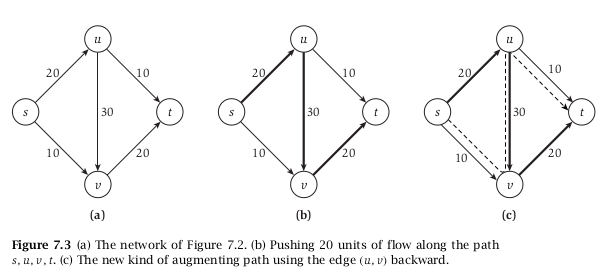 u
20
10
s
30
t
10
20
v
(a)
u
20
10
s
30
t
10
20
v
(b)
u
20
10
s
30
t
10
20
v
(c)
Figure 7.3 (a) The network of Figure 7.2. (b) Pushing 20 units of flow along the path
s, u, v, t. (c) The new kind of augmenting path using the edge (u, v) backward.